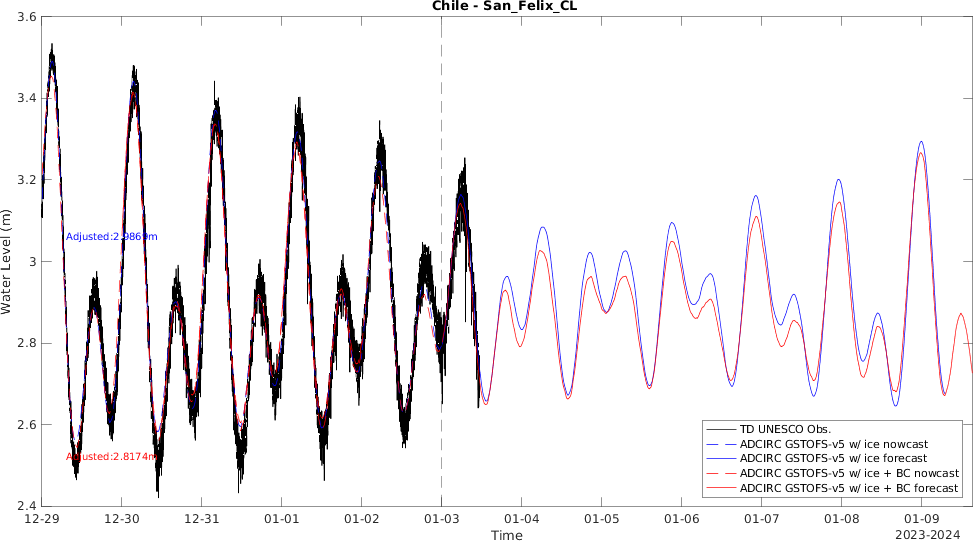 Chile - San_Felix_CL
3.6
3.4
3.2
3
2.8
2.6
2.4
Water Level (m)
Adjusted:2.9869m
Adjusted:2.8174m
TD UNESCO Obs.
ADCIRC GSTOFS-v5 w/ ice nowcast
ADCIRC GSTOFS-v5 w/ ice forecast
ADCIRC GSTOFS-v5 w/ ice + BC nowcast
ADCIRC GSTOFS-v5 w/ ice + BC forecast
12-29 12-30 12-31 01-01 01-02 01-03 01-04 01-05 01-06 01-07 01-08 01-09
Time
2023-2024